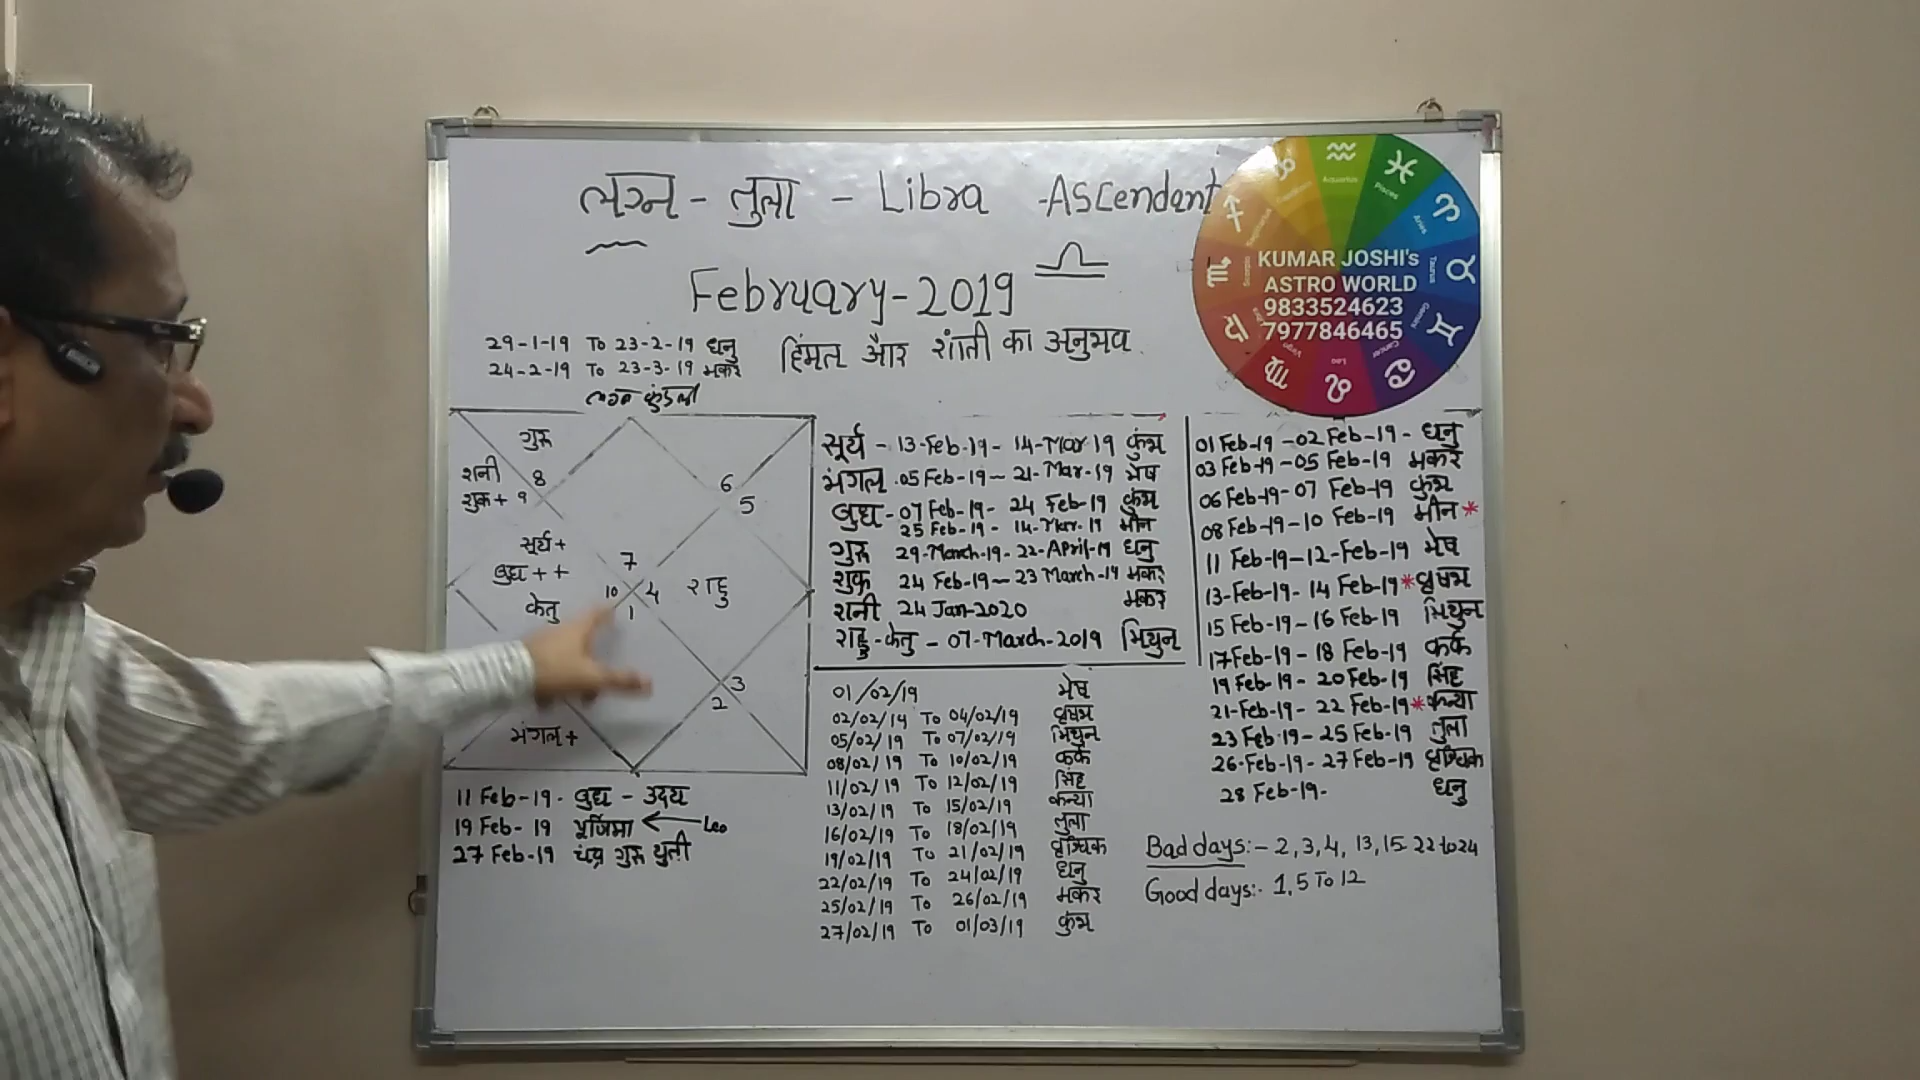 लग्न - तुला - Libra - Ascendant
February - 2019
हिंमत और शांती का अनुभव
29-1-19 To 23-2-19 धनु
24-2-19 To 23-3-19 मकर
लग्न कुंडली
गुरु
शनी 8
शुक्र + 9
6
5
सूर्य +
बुध + +
केतु
7
10 4 राहु
1
3
2
मंगल +
11 Feb-19 - बुध - उदय
19 Feb-19 पूर्णिमा ← Leo
27 Feb-19 चंद्र गुरु युती
सूर्य - 13-Feb-19 - 14-Mar 19 कुंभ
मंगल - 05 Feb-19 - 21-Mar-19 मेष
बुध - 07 Feb-19 - 24 Feb-19 कुंभ
25 Feb-19 - 14-Mar-19 मीन
गुरु 29-March-19 - 22-April-19 धनु
शुक्र 24 Feb-19 - 23 March-19 मकर
शनी 24 Jan-2020 मकर
राहु - केतु - 07-March-2019 मिथुन
01/02/19 मेष
02/02/19 To 04/02/19 वृषभ
05/02/19 To 07/02/19 मिथुन
08/02/19 To 10/02/19 कर्क
11/02/19 To 12/02/19 सिंह
13/02/19 To 15/02/19 कन्या
16/02/19 To 18/02/19 तुला
19/02/19 To 21/02/19 वृश्चिक
22/02/19 To 24/02/19 धनु
25/02/19 To 26/02/19 मकर
27/02/19 To 01/03/19 कुंभ
01 Feb-19 - 02 Feb-19 - धनु
03 Feb-19 - 05 Feb-19 मकर
06 Feb-19 - 07 Feb-19 कुंभ
08 Feb-19 - 10 Feb-19 मीन *
11 Feb-19 - 12-Feb-19 मेष
13-Feb-19 - 14 Feb-19 * वृषभ
15 Feb-19 - 16 Feb-19 मिथुन
17 Feb-19 - 18 Feb-19 कर्क
19 Feb-19 - 20 Feb-19 सिंह
21-Feb-19 - 22 Feb-19 * कन्या
23 Feb-19 - 25 Feb-19 तुला
26-Feb-19 - 27 Feb-19 वृश्चिक
28 Feb-19 - धनु
Bad days:- 2, 3, 4, 13, 15 - 22 to 24
Good days:- 1, 5 To 12
KUMAR JOSHI's
ASTRO WORLD
9833524623
7977846465
Aquarius
Pisces
Aries
Taurus
Gemini
Cancer
Leo
Virgo